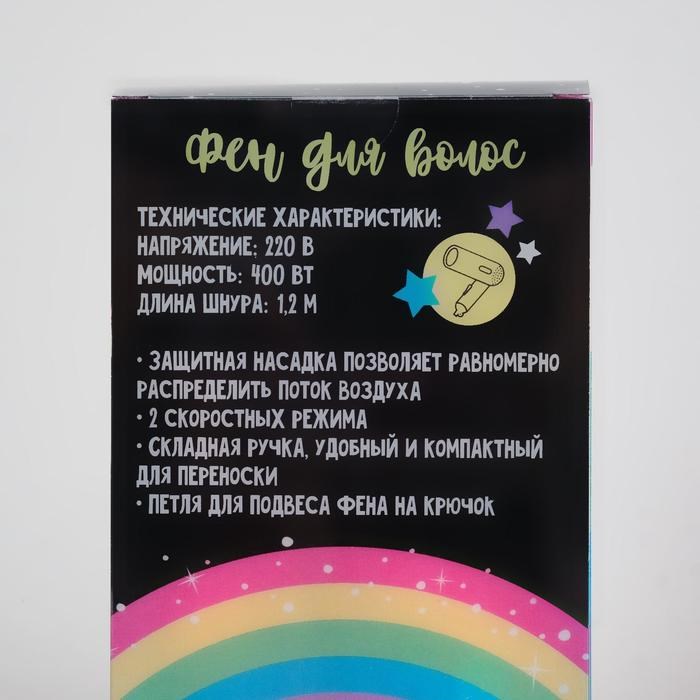 Фен для волос
ТЕХНИЧЕСКИЕ ХАРАКТЕРИСТИКИ:
НАПРЯЖЕНИЕ: 220 В
МОЩНОСТЬ: 400 ВТ
ДЛИНА ШНУРА: 1,2 М
• ЗАЩИТНАЯ НАСАДКА ПОЗВОЛЯЕТ РАВНОМЕРНО
РАСПРЕДЕЛИТЬ ПОТОК ВОЗДУХА
• 2 СКОРОСТНЫХ РЕЖИМА
• СКЛАДНАЯ РУЧКА, УДОБНЫЙ И КОМПАКТНЫЙ
ДЛЯ ПЕРЕНОСКИ
• ПЕТЛЯ ДЛЯ ПОДВЕСА ФЕНА НА КРЮЧОК